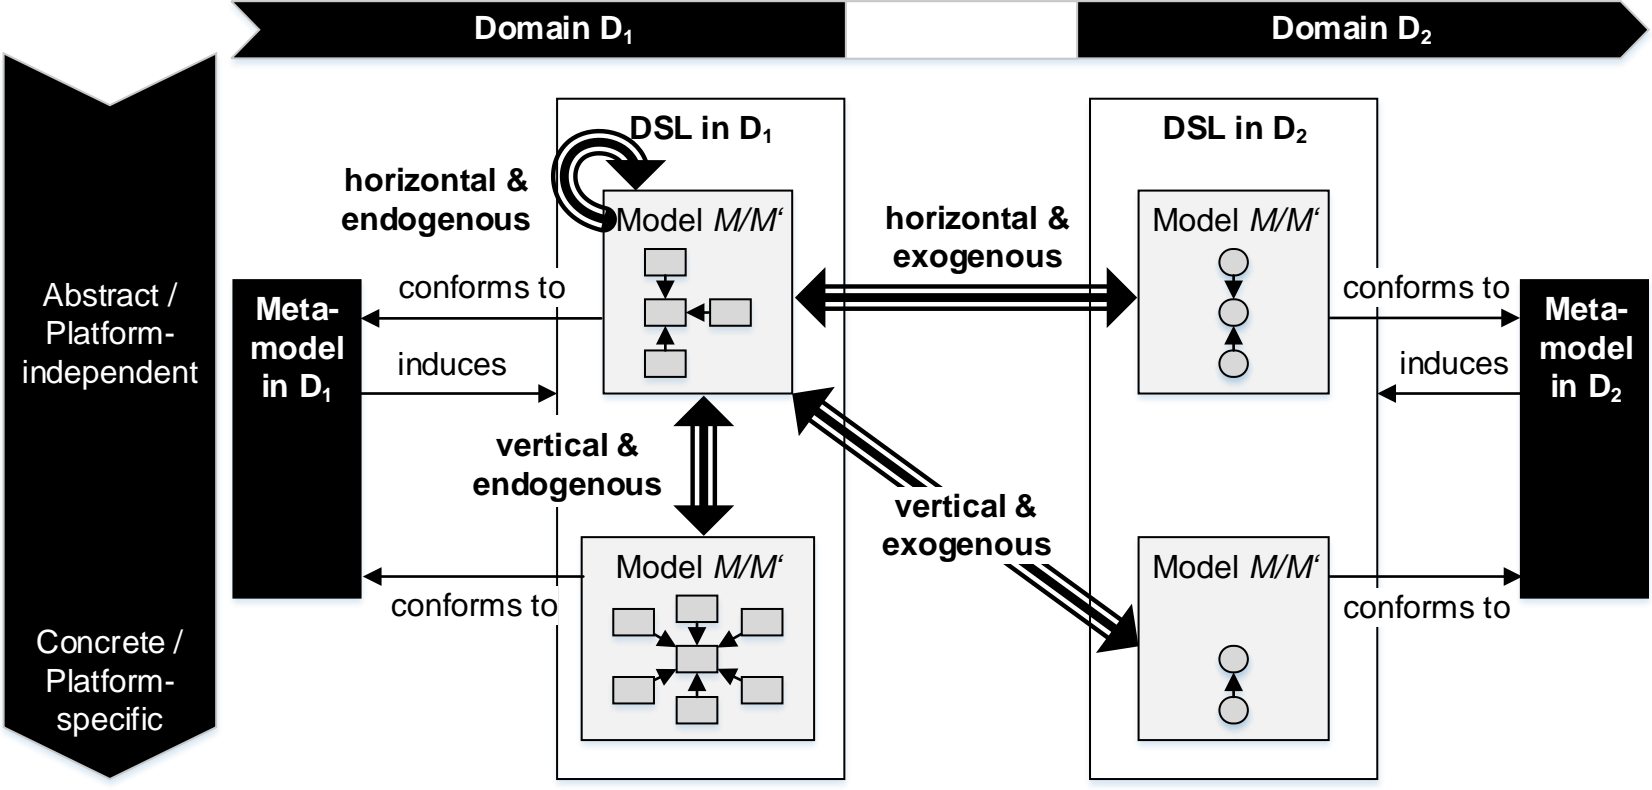 Domain D₁
Domain D₂
DSL in D₁
DSL in D₂
horizontal &
endogenous
Model M/M‘
horizontal &
exogenous
Model M/M‘
Abstract /
Platform-
independent
Meta-
model
in D₁
conforms to
induces
conforms to
induces
Meta-
model
in D₂
vertical &
endogenous
vertical &
exogenous
Model M/M‘
Model M/M‘
conforms to
conforms to
Concrete /
Platform-
specific